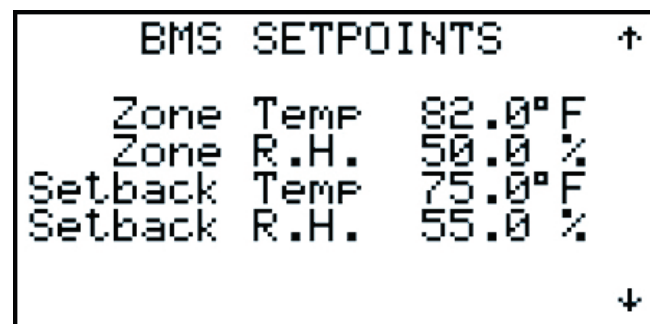 BMS SETPOINTS ↑
Zone Temp 82.0°F
Zone R.H. 50.0 %
Setback Temp 75.0°F
Setback R.H. 55.0 %
↓